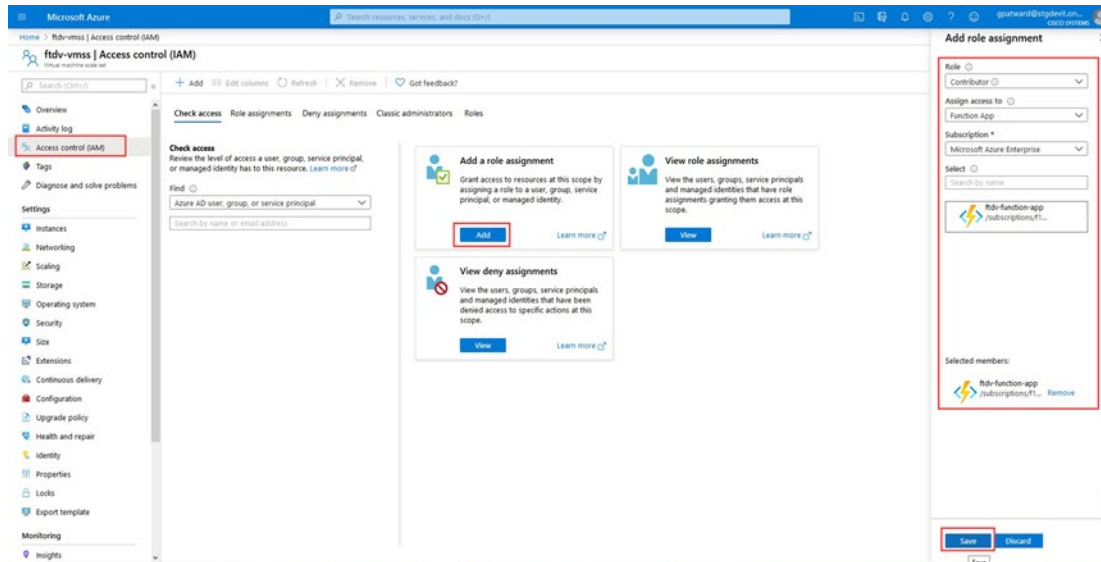 Microsoft Azure
Search resources, services, and docs (G+/)
gpatward@stgdevit.on...
CISCO SYSTEMS
Home > ftdv-vmss | Access control (IAM)
ftdv-vmss | Access control (IAM)
Virtual machine scale set
Search (Ctrl+/)
Overview
Activity log
Access control (IAM)
Tags
Diagnose and solve problems
Settings
Instances
Networking
Scaling
Storage
Operating system
Security
Size
Extensions
Continuous delivery
Configuration
Upgrade policy
Health and repair
Identity
Properties
Locks
Export template
Monitoring
Insights
Add Edit columns Refresh Remove Got feedback?
Check access Role assignments Deny assignments Classic administrators Roles
Check access
Review the level of access a user, group, service principal,
or managed identity has to this resource. Learn more
Find
Azure AD user, group, or service principal
Search by name or email address
Add a role assignment
Grant access to resources at this scope by
assigning a role to a user, group, service
principal, or managed identity.
Add Learn more
View role assignments
View the users, groups, service principals
and managed identities that have role
assignments granting them access at this
scope.
View Learn more
View deny assignments
View the users, groups, service principals
and managed identities that have been
denied access to specific actions at this
scope.
View Learn more
Add role assignment
Role
Contributor
Assign access to
Function App
Subscription *
Microsoft Azure Enterprise
Select
Search by name
ftdv-function-app
/subscriptions/f1...
Selected members:
ftdv-function-app
/subscriptions/f1... Remove
Save Discard